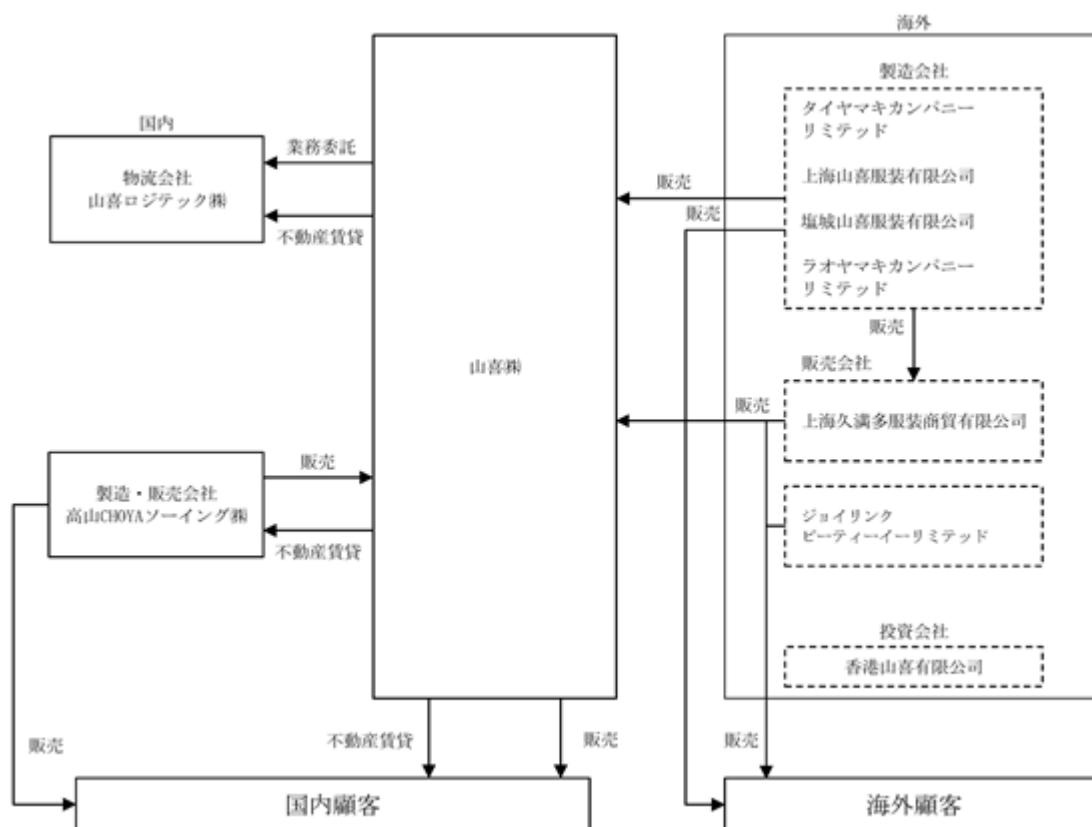 海外
製造会社
タイヤマキカンパニー
リミテッド
上海山喜服装有限公司
塩城山喜服装有限公司
ラオヤマキカンパニー
リミテッド
国内
物流会社
山喜ロジテック㈱
業務委託
不動産賃貸
販売
販売
山喜㈱
販売
販売会社
上海久満多服装商貿有限公司
販売
製造・販売会社
高山CHOYAソーイング㈱
販売
不動産賃貸
ジョイリンク
ピーティーイーリミテッド
投資会社
香港山喜有限公司
販売
不動産賃貸
販売
販売
国内顧客
海外顧客